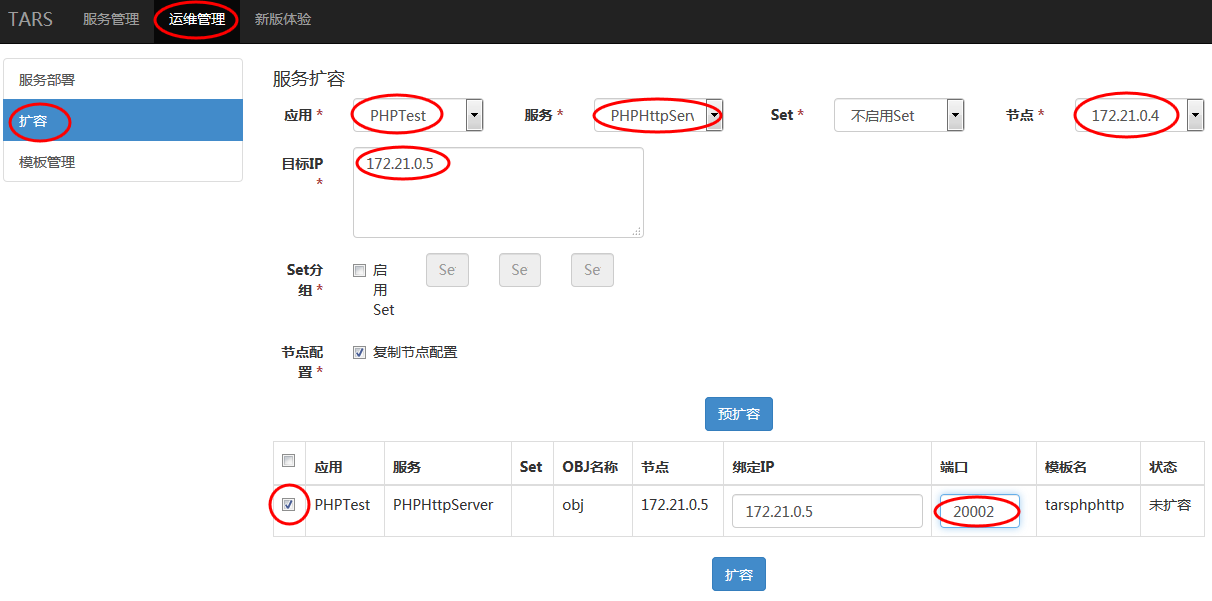 TARS 服务管理 运维管理 新版体验
服务部署
扩容
模板管理
服务扩容
应用 * PHPTest 服务 * PHPHttpServ Set * 不启用Set 节点 * 172.21.0.4
目标IP
*
172.21.0.5
Set分
组 *
启
用
Set
Se Se Se
节点配
置 *
复制节点配置
预扩容
应用 服务 Set OBJ名称 节点 绑定IP 端口 模板名 状态
PHPTest PHPHttpServer obj 172.21.0.5 172.21.0.5 20002 tarsphphttp 未扩容
扩容